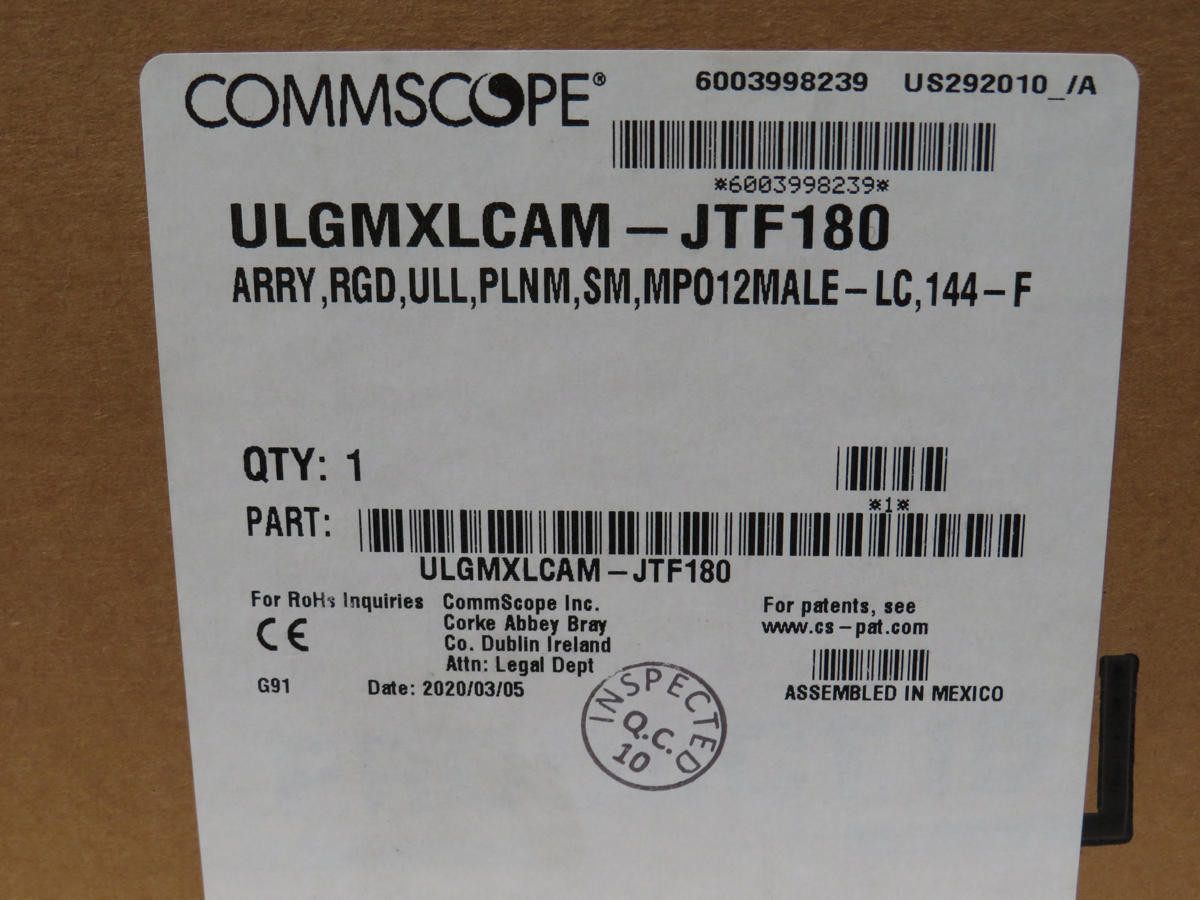 COMMSCOPE®
6003998239 US292010_/A
*6003998239*
ULGMXLCAM-JTF180
ARRY,RGD,ULL,PLNM,SM,MPO12MALE-LC,144-F
QTY: 1
*1*
PART:
ULGMXLCAM-JTF180
For RoHs Inquiries
CE
G91
CommScope Inc.
Corke Abbey Bray
Co. Dublin Ireland
Attn: Legal Dept
Date: 2020/03/05
For patents, see
www.cs-pat.com
ASSEMBLED IN MEXICO
INSPECTED
Q.C.
10